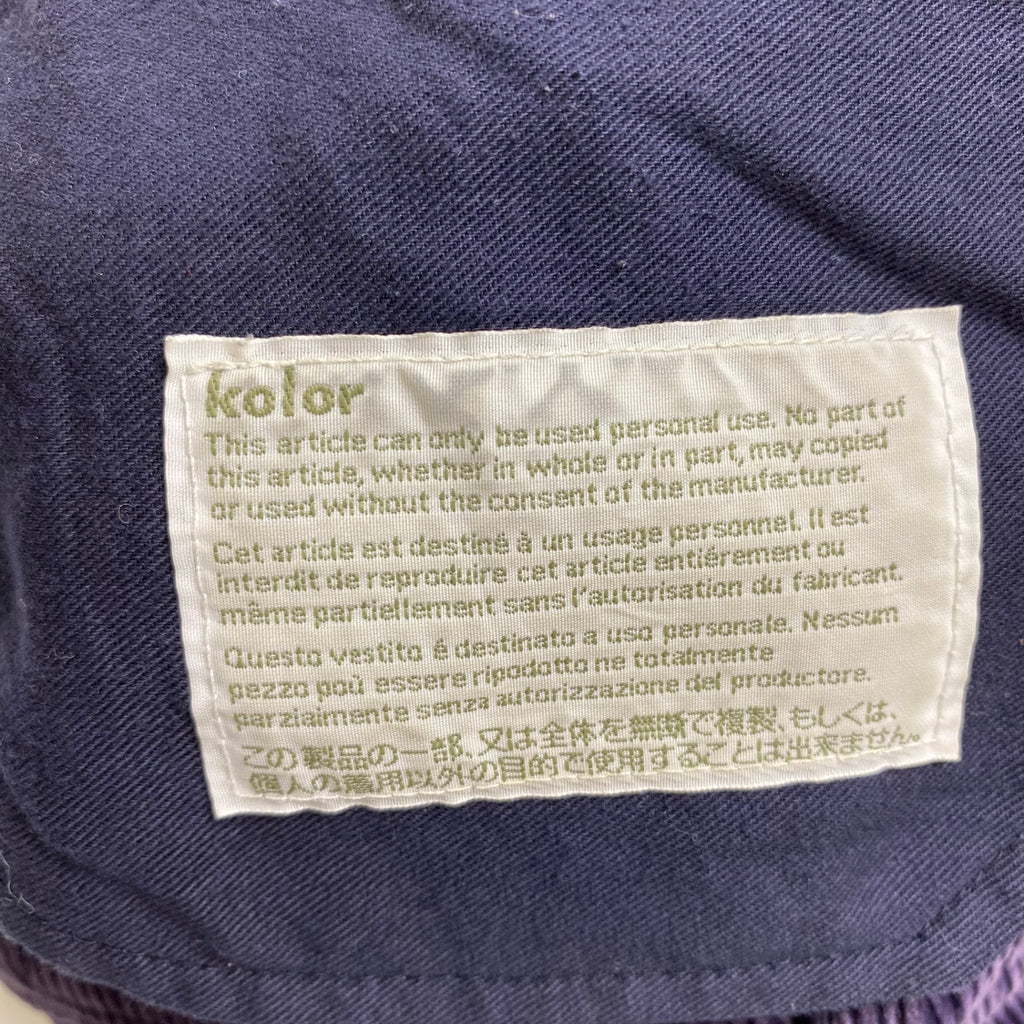 kolor
This article can only be used personal use. No part of
this article, whether in whole or in part, may copied
or used without the consent of the manufacturer.
Cet article est destiné à un usage personnel. Il est
interdit de reproduire cet article entiérement ou
même partiellement sans l'autorisation du fabricant.
Questo vestito é destinato a uso personale. Nessum
pezzo poù essere ripodotto ne totalmente
parziaimente senza autorizzazione del productore.
この製品の一部、又は全体を無断で複製、もしくは、
個人の着用以外の目的で使用することは出来ません。